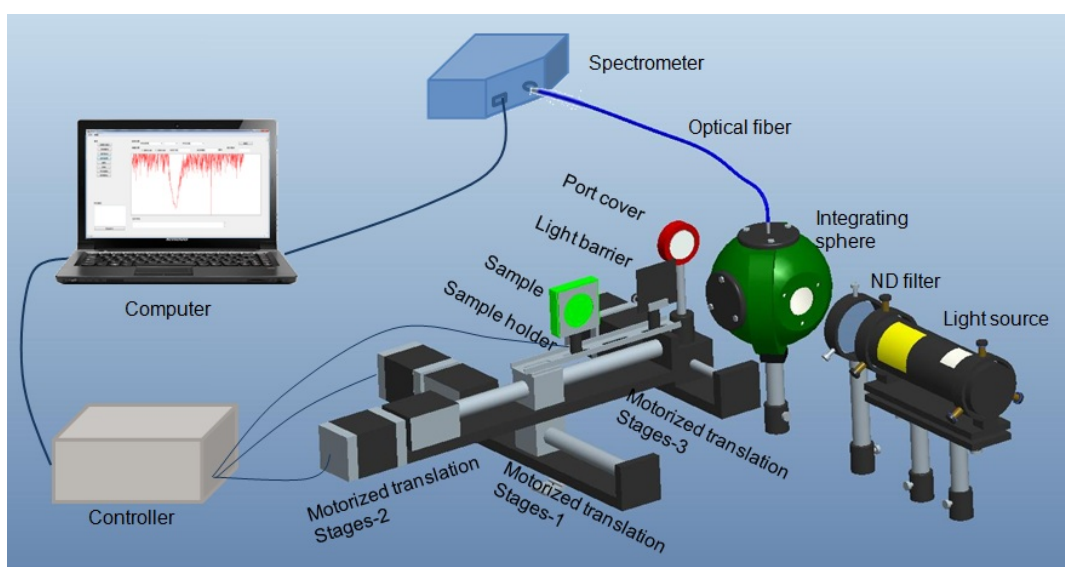 Spectrometer
Optical fiber
Port cover
Light barrier
Integrating
sphere
Sample
Sample holder
ND filter
Light source
Computer
Motorized translation
Stages-3
Motorized translation
Stages-1
Motorized translation
Stages-2
Controller